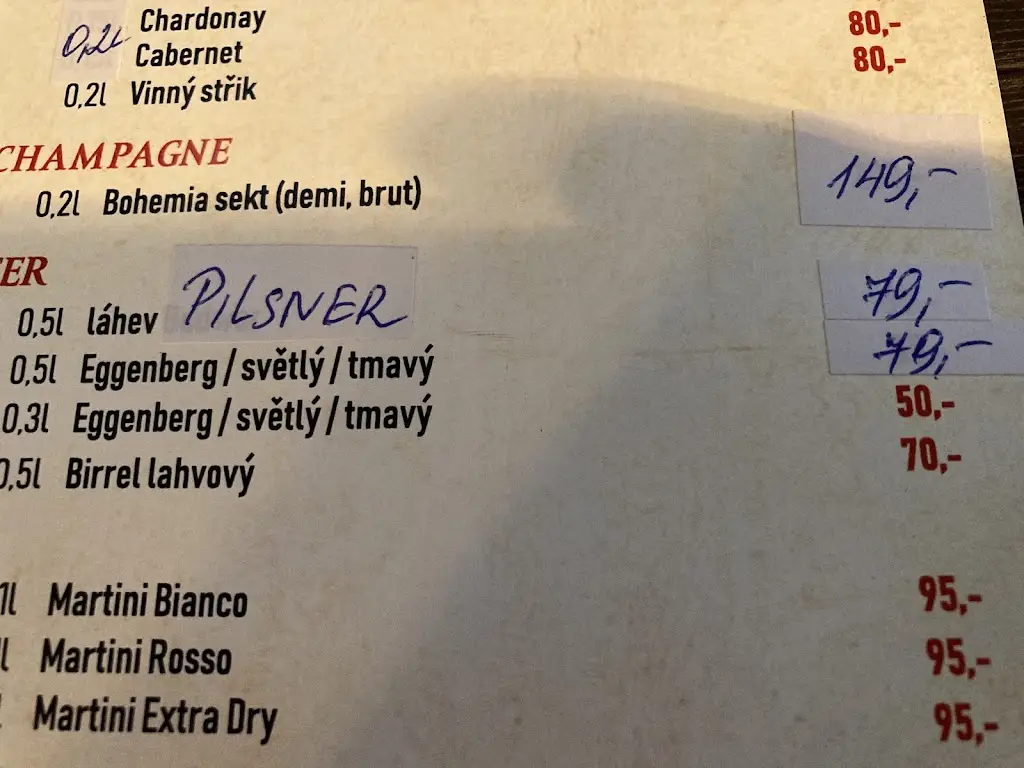 Chardonay
0,2l Cabernet 80,-
0,2l Vinný střik 80,-
CHAMPAGNE
0,2l Bohemia sekt (demi, brut) 149,-
ER
0,5l láhev PILSNER 79,-
0,5l Eggenberg / světlý / tmavý 79,-
0,3l Eggenberg / světlý / tmavý 50,-
0,5l Birrel lahvový 70,-
1l Martini Bianco 95,-
l Martini Rosso 95,-
Martini Extra Dry 95,-